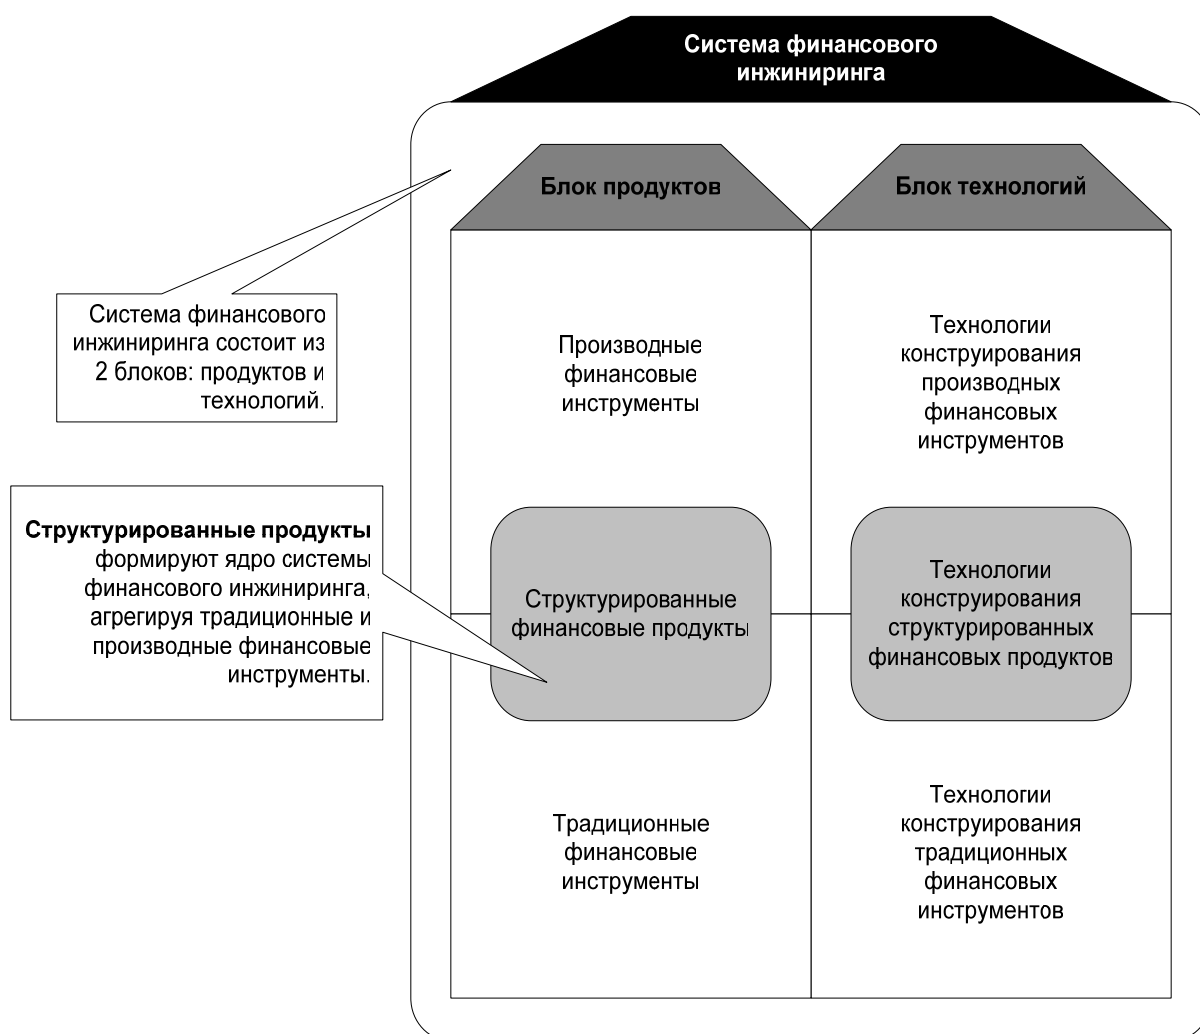 Система финансового
инжиниринга
Блок продуктов
Блок технологий
Система финансового
инжиниринга состоит из
2 блоков: продуктов и
технологий.
Производные
финансовые
инструменты
Технологии
конструирования
производных
финансовых
инструментов
Структурированные продукты
формируют ядро системы
финансового инжиниринга,
агрегируя традиционные и
производные финансовые
инструменты.
Структурированные
финансовые продукты
Технологии
конструирования
структурированных
финансовых продуктов
Традиционные
финансовые
инструменты
Технологии
конструирования
традиционных
финансовых
инструментов